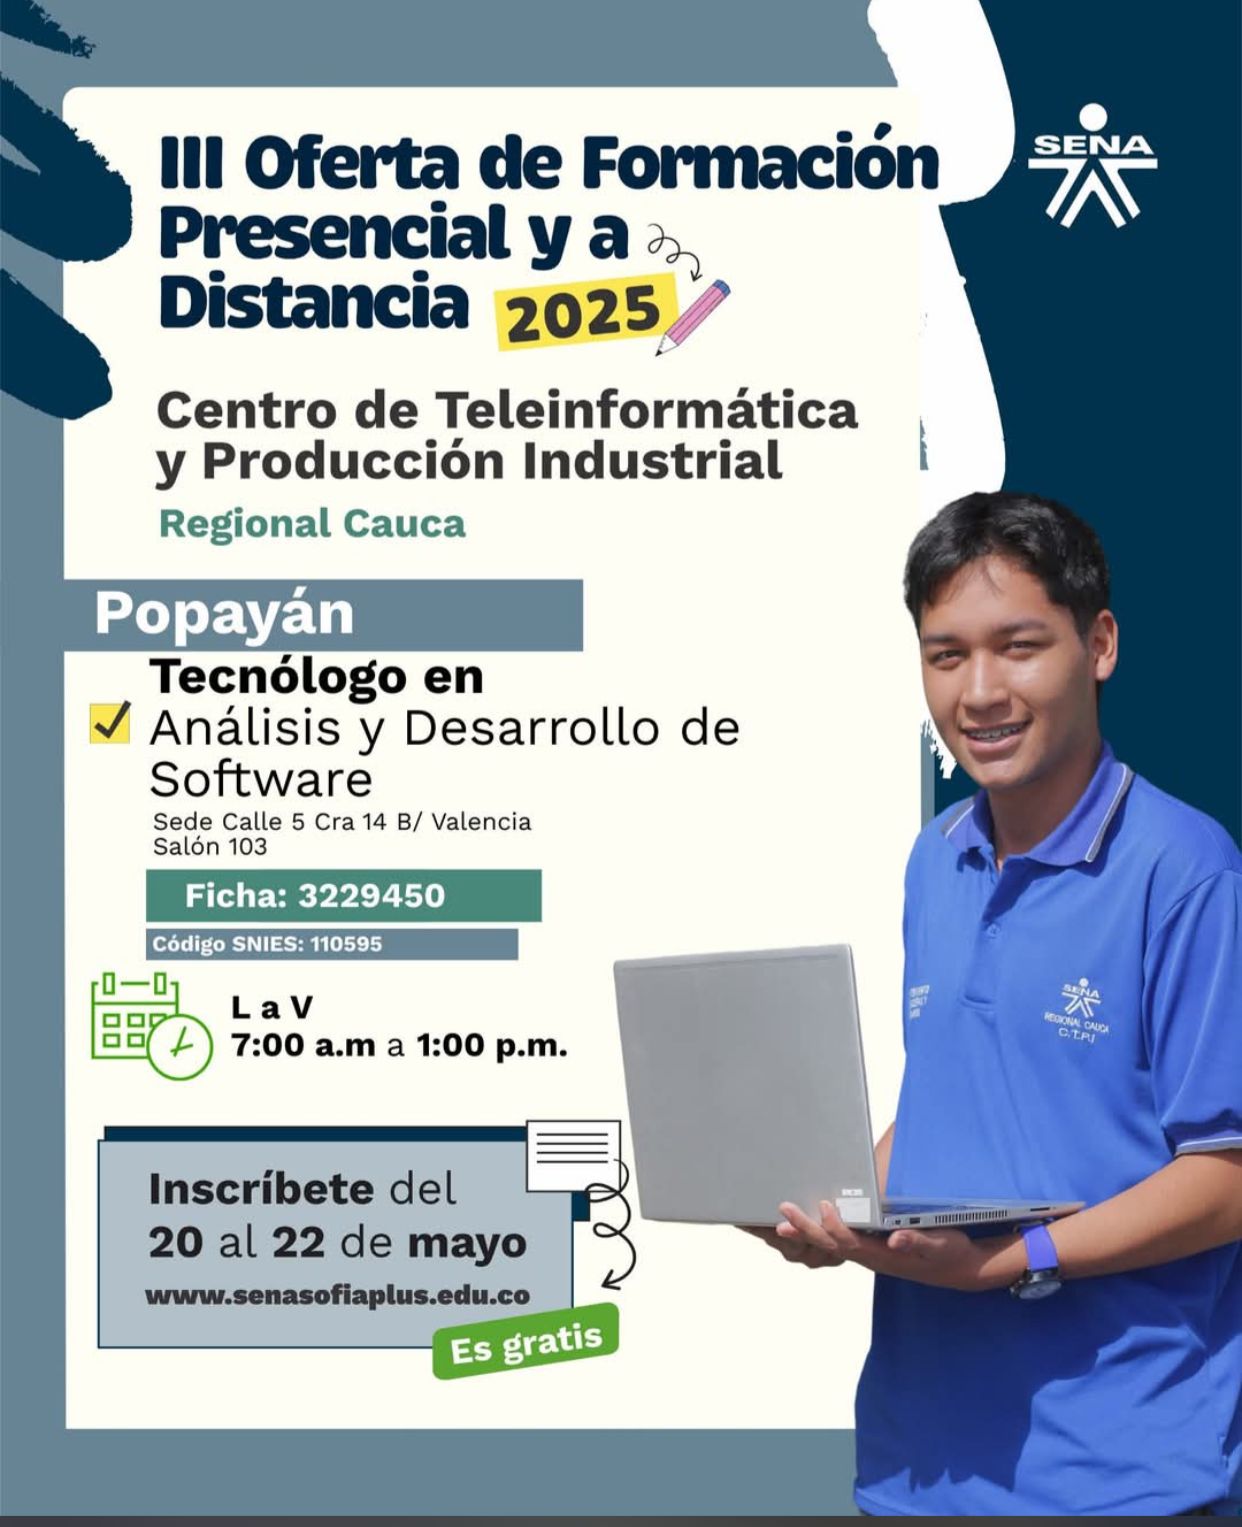 III Oferta de Formación
Presencial y a
Distancia 2025
SENA
Centro de Teleinformática
y Producción Industrial
Regional Cauca
Popayán
Tecnólogo en
Análisis y Desarrollo de
Software
Sede Calle 5 Cra 14 B/ Valencia
Salón 103
Ficha: 3229450
Código SNIES: 110595
L a V
7:00 a.m a 1:00 p.m.
SENA
REGIONAL CAUCA
C.T.P.I
Inscríbete del
20 al 22 de mayo
www.senasofiaplus.edu.co
Es gratis